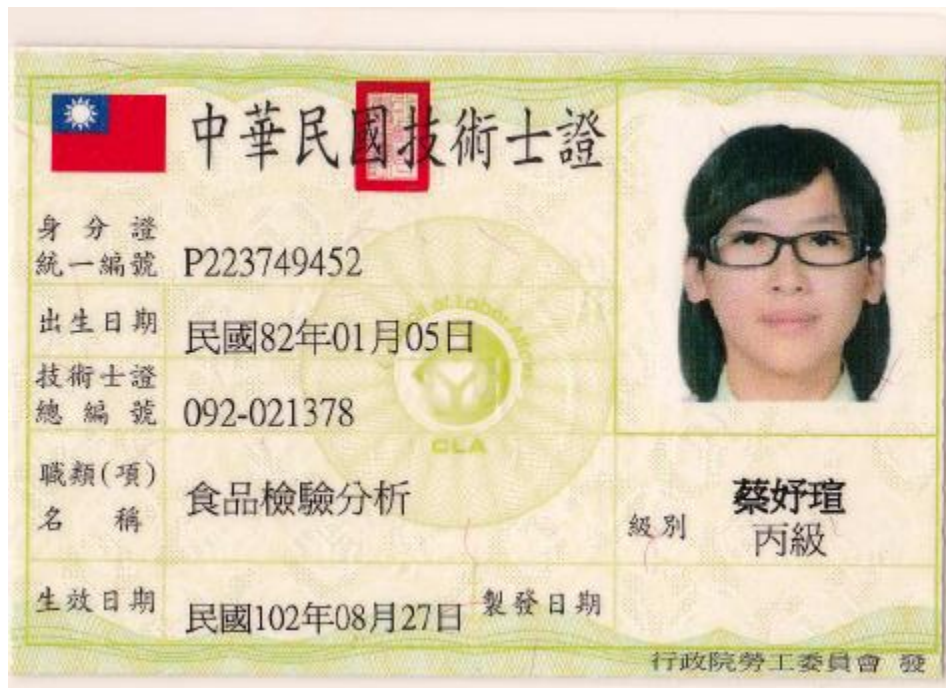 中華民國技術士證
身分證
統一編號 P223749452
出生日期 民國82年01月05日
技術士證
總編號 092-021378
CLA
職類(項)
名稱 食品檢驗分析
蔡妤瑄
級別 丙級
生效日期 民國102年08月27日 製發日期
行政院勞工委員會 發